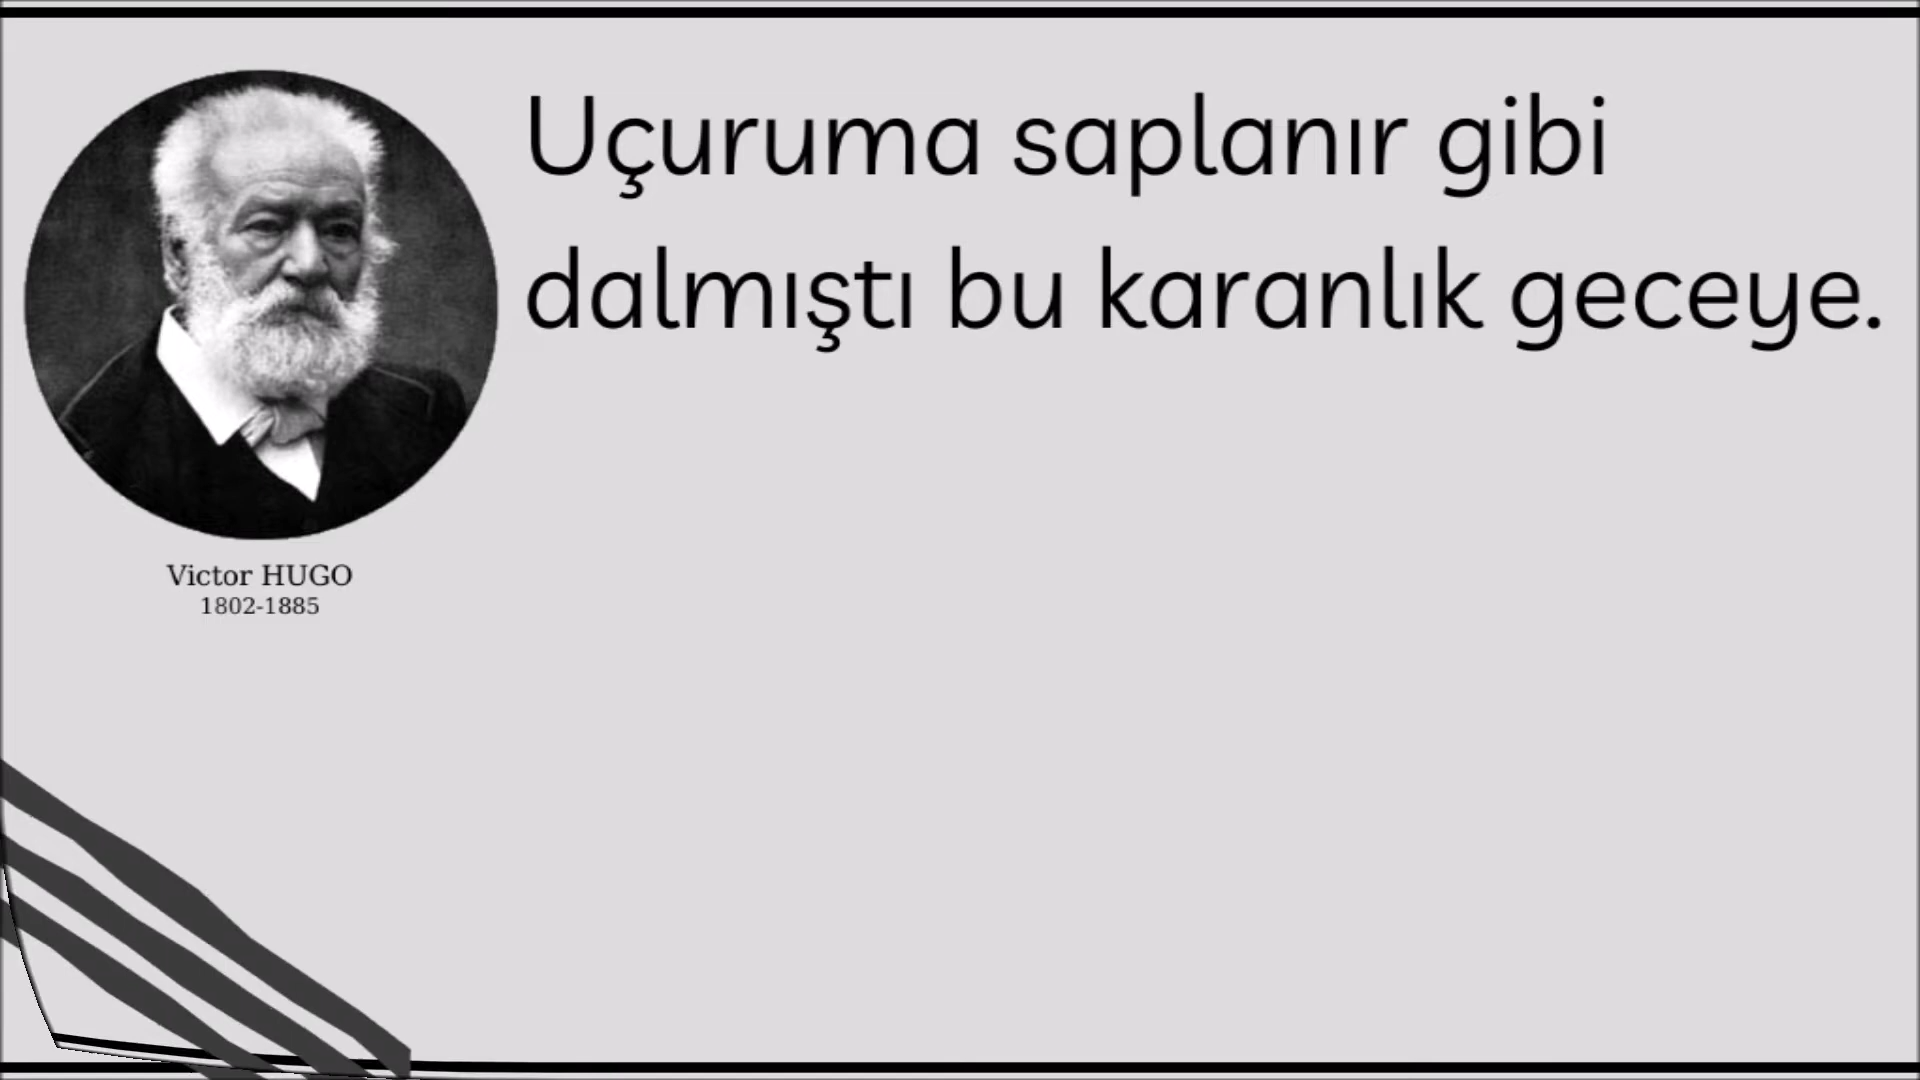 Uçuruma saplanır gibi
dalmıştı bu karanlık geceye.
Victor HUGO
1802-1885